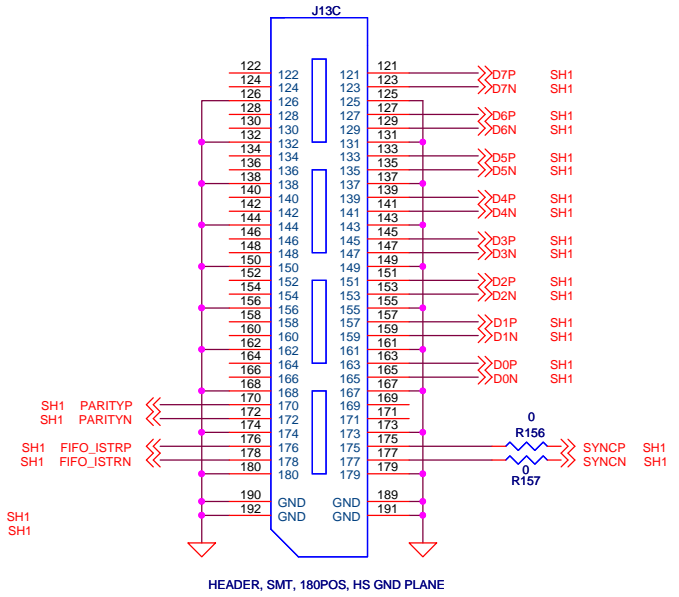 J13C
122 122 121 121 D7P SH1
124 124 123 123 D7N SH1
126 126 125 125
128 128 127 127 D6P SH1
130 130 129 129 D6N SH1
132 132 131 131
134 134 133 133 D5P SH1
136 136 135 135 D5N SH1
138 138 137 137
140 140 139 139 D4P SH1
142 142 141 141 D4N SH1
144 144 143 143
146 146 145 145 D3P SH1
148 148 147 147 D3N SH1
150 150 149 149
152 152 151 151 D2P SH1
154 154 153 153 D2N SH1
156 156 155 155
158 158 157 157 D1P SH1
160 160 159 159 D1N SH1
162 162 161 161
164 164 163 163 D0P SH1
166 166 165 165 D0N SH1
168 168 167 167
SH1 PARITYP 170 170 169 169
SH1 PARITYN 172 172 171 171
0
R156
174 174 173 173
SH1 FIFO_ISTRP 176 176 175 175 SYNCP SH1
SH1 FIFO_ISTRN 178 178 177 177 SYNCN SH1
0
R157
180 180 179 179
190 GND GND 189
192 GND GND 191
SH1
SH1
HEADER, SMT, 180POS, HS GND PLANE